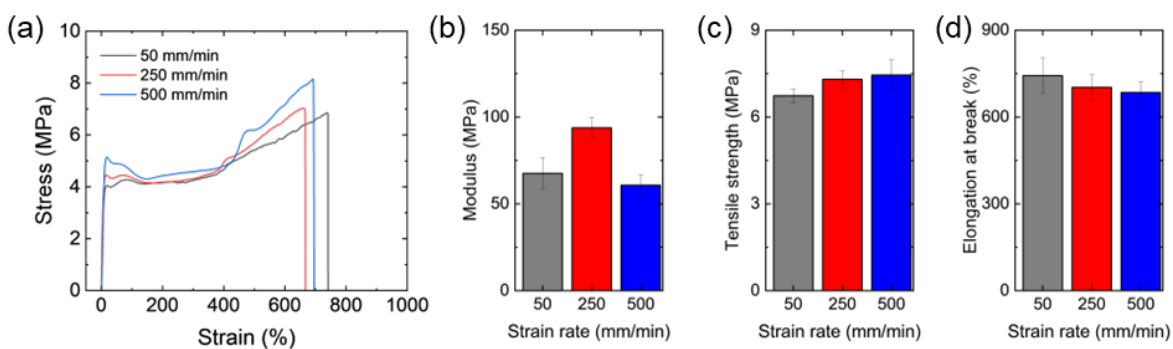 (a)
10
8
6
4
2
0
Stress (MPa)
50 mm/min
250 mm/min
500 mm/min
0 200 400 600 800 1000
Strain (%)
(b)
150
100
50
0
Modulus (MPa)
50 250 500
Strain rate (mm/min)
(c)
9
6
3
0
Tensile strength (MPa)
50 250 500
Strain rate (mm/min)
(d)
900
600
300
0
Elongation at break (%)
50 250 500
Strain rate (mm/min)